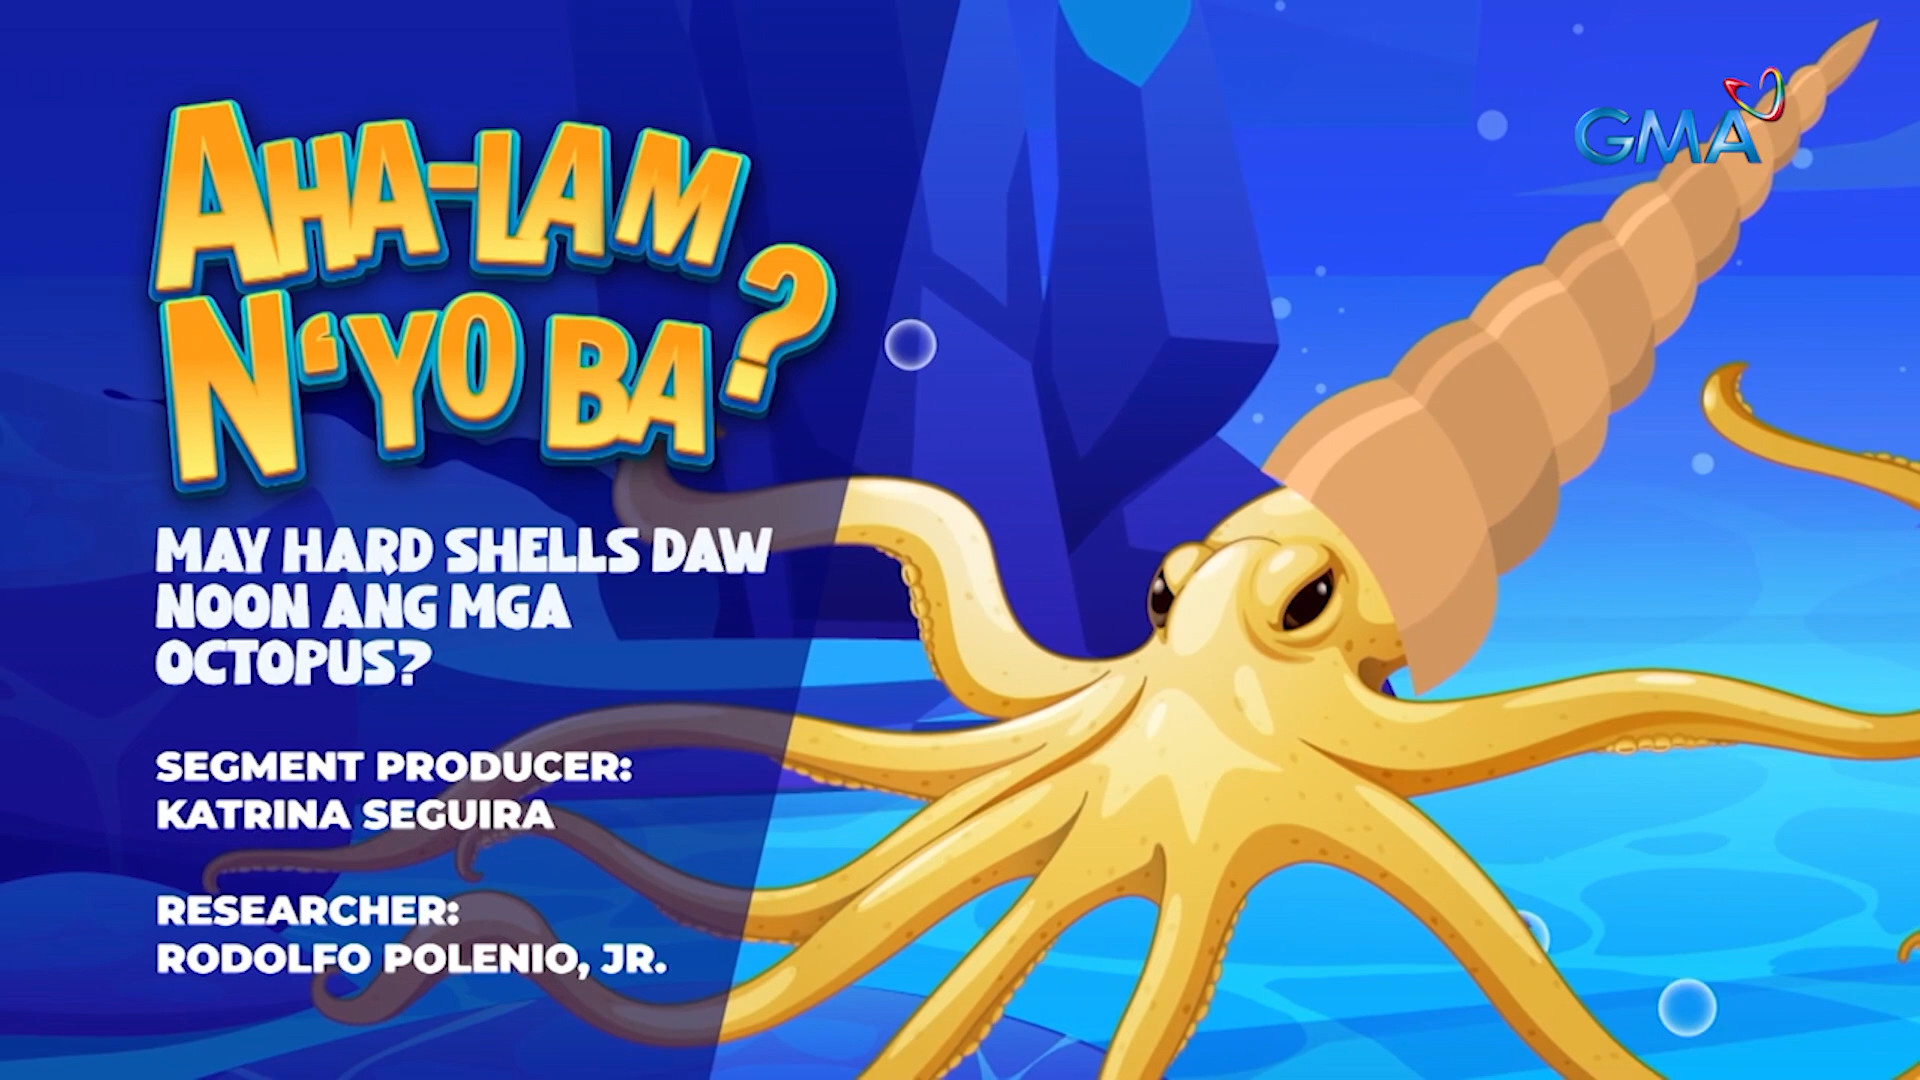 AHA-LAM
N'YO BA?
MAY HARD SHELLS DAW
NOON ANG MGA
OCTOPUS?
SEGMENT PRODUCER:
KATRINA SEGUIRA
RESEARCHER:
RODOLFO POLENIO, JR.
GMA